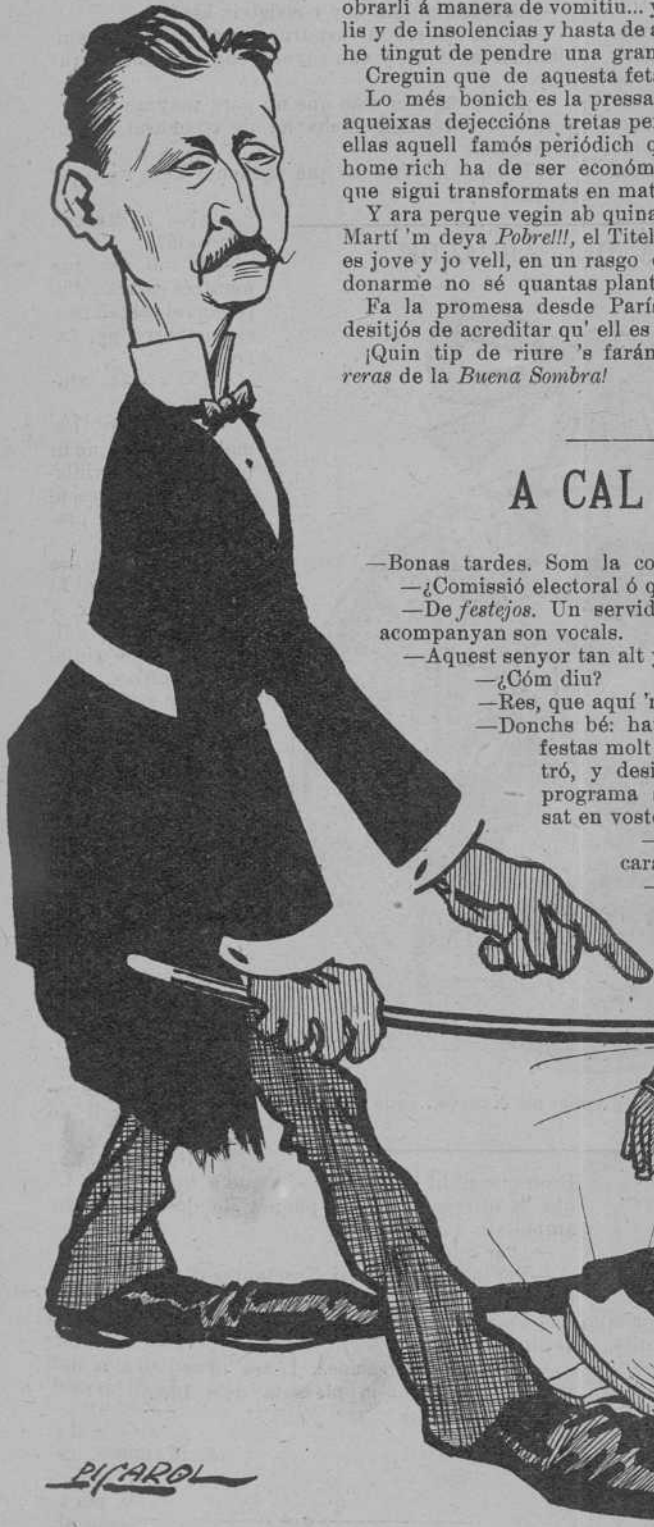 obrarli á manera de vomitiu... y
lis y de insolencias y hasta de a
he tingut de pendre una gran
Creguin que de aquesta feta
Lo més bonich es la pressa
aqueixas dejeccións tretas per
ellas aquell famós périódich q
home rich ha de ser económ
que sigui transformats en mat
Y ara perque vegin ab quina
Martí 'm deya Pobre!!!, el Titel
es jove y jo vell, en un rasgo
donarme no sé quantas plant
Fa la promesa desde París
desitjós de acreditar qu' ell es
¡Quin tip de riure 's farán
reras de la Buena Sombra!
A CAL
—Bonas tardes. Som la co
—¿Comissió electoral ó q
—De festejos. Un servid
acompanyan son vocals.
—Aquest senyor tan alt y
—¿Cóm diu?
—Res, que aquí 'n
—Donchs bé: ha
festas molt
tró, y desi
programa
sat en voste
—
cara
—
PICAROL